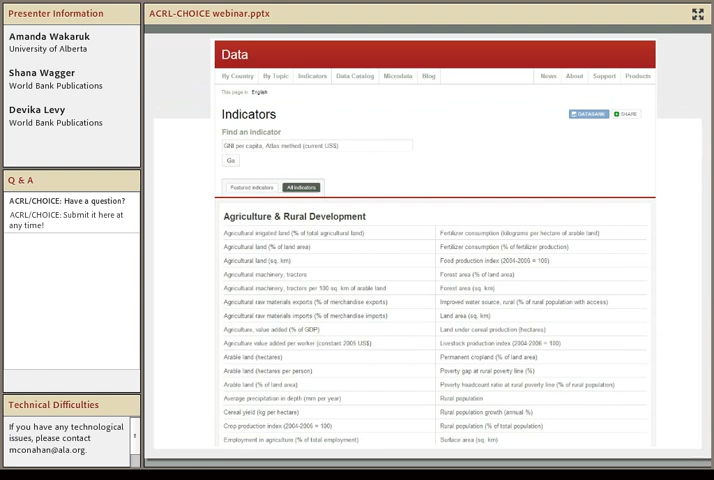 Presenter Information
Amanda Wakaruk
University of Alberta
Shana Wagger
World Bank Publications
Devika Levy
World Bank Publications
Q & A
ACRL/CHOICE: Have a question?
ACRL/CHOICE: Submit it here at
any time!
Technical Difficulties
If you have any technological
issues, please contact
mconahan@ala.org.
ACRL-CHOICE webinar.pptx
Data
By Country By Topic Indicators Data Catalog Microdata Blog News About Support Products
This page in English
Indicators
DATABANK SHARE
Find an indicator
GNI per capita, Atlas method (current US$)
Go
Featured indicators All indicators
Agriculture & Rural Development
Agricultural irrigated land (% of total agricultural land)
Agricultural land (% of land area)
Agricultural land (sq. km)
Agricultural machinery, tractors
Agricultural machinery, tractors per 100 sq. km of arable land
Agricultural raw materials exports (% of merchandise exports)
Agricultural raw materials imports (% of merchandise imports)
Agriculture, value added (% of GDP)
Agriculture value added per worker (constant 2005 US$)
Arable land (hectares)
Arable land (hectares per person)
Arable land (% of land area)
Average precipitation in depth (mm per year)
Cereal yield (kg per hectare)
Crop production index (2004-2006 = 100)
Employment in agriculture (% of total employment)
Fertilizer consumption (kilograms per hectare of arable land)
Fertilizer consumption (% of fertilizer production)
Food production index (2004-2006 = 100)
Forest area (% of land area)
Forest area (sq. km)
Improved water source, rural (% of rural population with access)
Land area (sq. km)
Land under cereal production (hectares)
Livestock production index (2004-2006 = 100)
Permanent cropland (% of land area)
Poverty gap at rural poverty line (%)
Poverty headcount ratio at rural poverty line (% of rural population)
Rural population
Rural population growth (annual %)
Rural population (% of total population)
Surface area (sq. km)